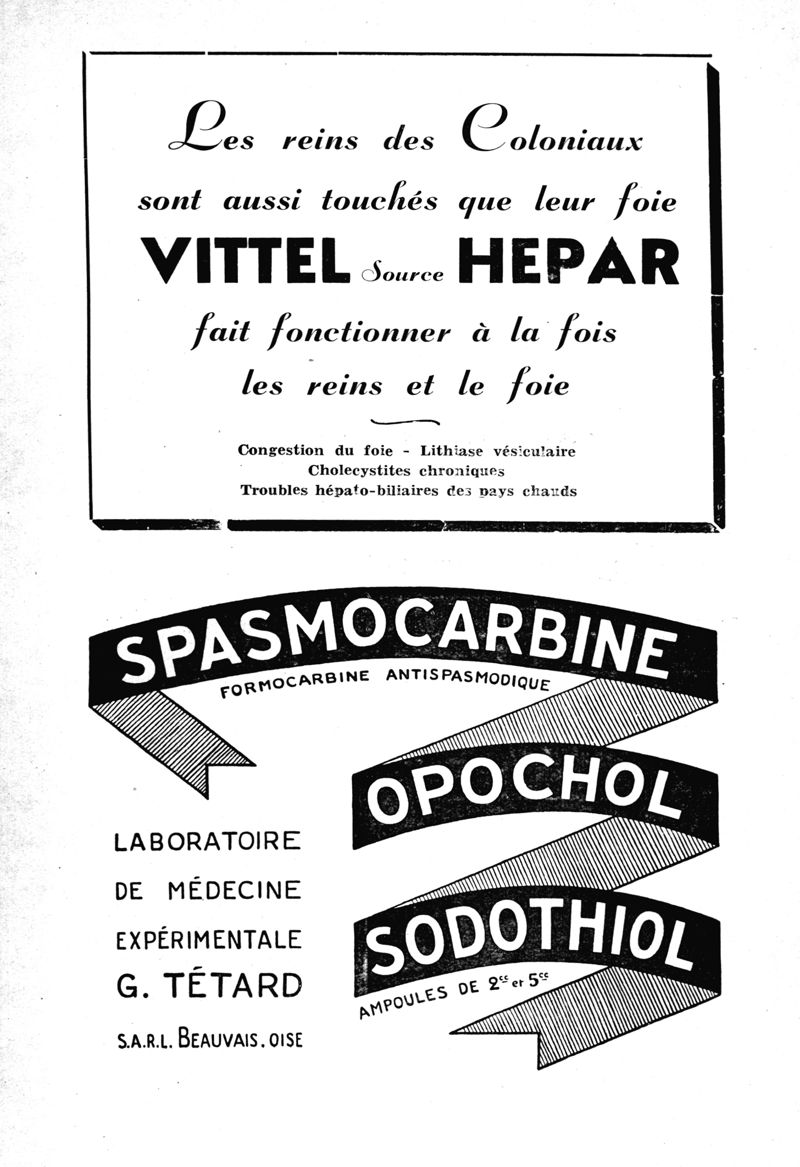 Les reins des Coloniaux
sont aussi touchés que leur foie
VITTEL Source HEPAR
fait fonctionner à la fois
les reins et le foie
Congestion du foie - Lithiase vésiculaire
Cholecystites chroniques
Troubles hépato-biliaires des pays chauds
SPASMOCARBINE
FORMOCARBINE ANTISPASMODIQUE
OPOCHOL
SODOTHIOL
AMPOULES DE 2cc et 5cc
LABORATOIRE
DE MÉDECINE
EXPÉRIMENTALE
G. TÉTARD
S.A.R.L. BEAUVAIS. OISE